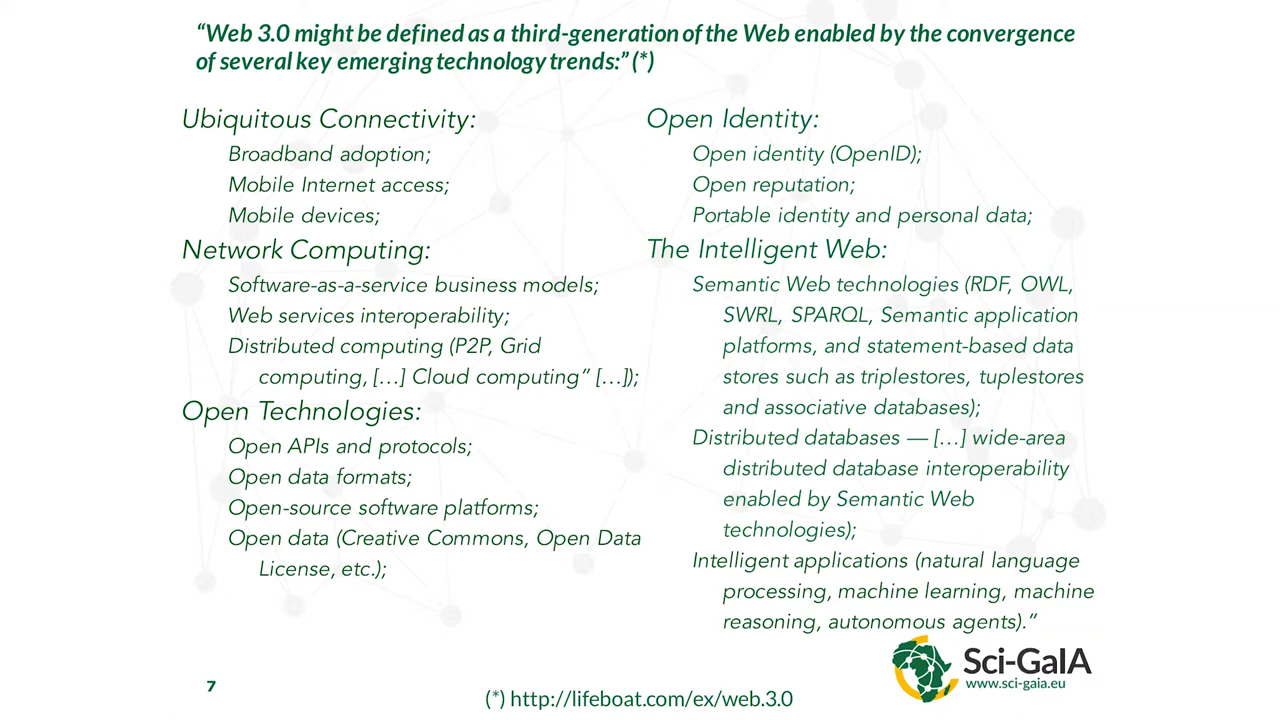 “Web 3.0 might be defined as a third-generation of the Web enabled by the convergence
of several key emerging technology trends:” (*)
Ubiquitous Connectivity:
Broadband adoption;
Mobile Internet access;
Mobile devices;
Network Computing:
Software-as-a-service business models;
Web services interoperability;
Distributed computing (P2P, Grid
computing, […] Cloud computing” […]);
Open Technologies:
Open APIs and protocols;
Open data formats;
Open-source software platforms;
Open data (Creative Commons, Open Data
License, etc.);
Open Identity:
Open identity (OpenID);
Open reputation;
Portable identity and personal data;
The Intelligent Web:
Semantic Web technologies (RDF, OWL,
SWRL, SPARQL, Semantic application
platforms, and statement-based data
stores such as triplestores, tuplestores
and associative databases);
Distributed databases — […] wide-area
distributed database interoperability
enabled by Semantic Web
technologies);
Intelligent applications (natural language
processing, machine learning, machine
reasoning, autonomous agents).”
Sci-GaIA
www.sci-gaia.eu
7
(*) http://lifeboat.com/ex/web.3.0